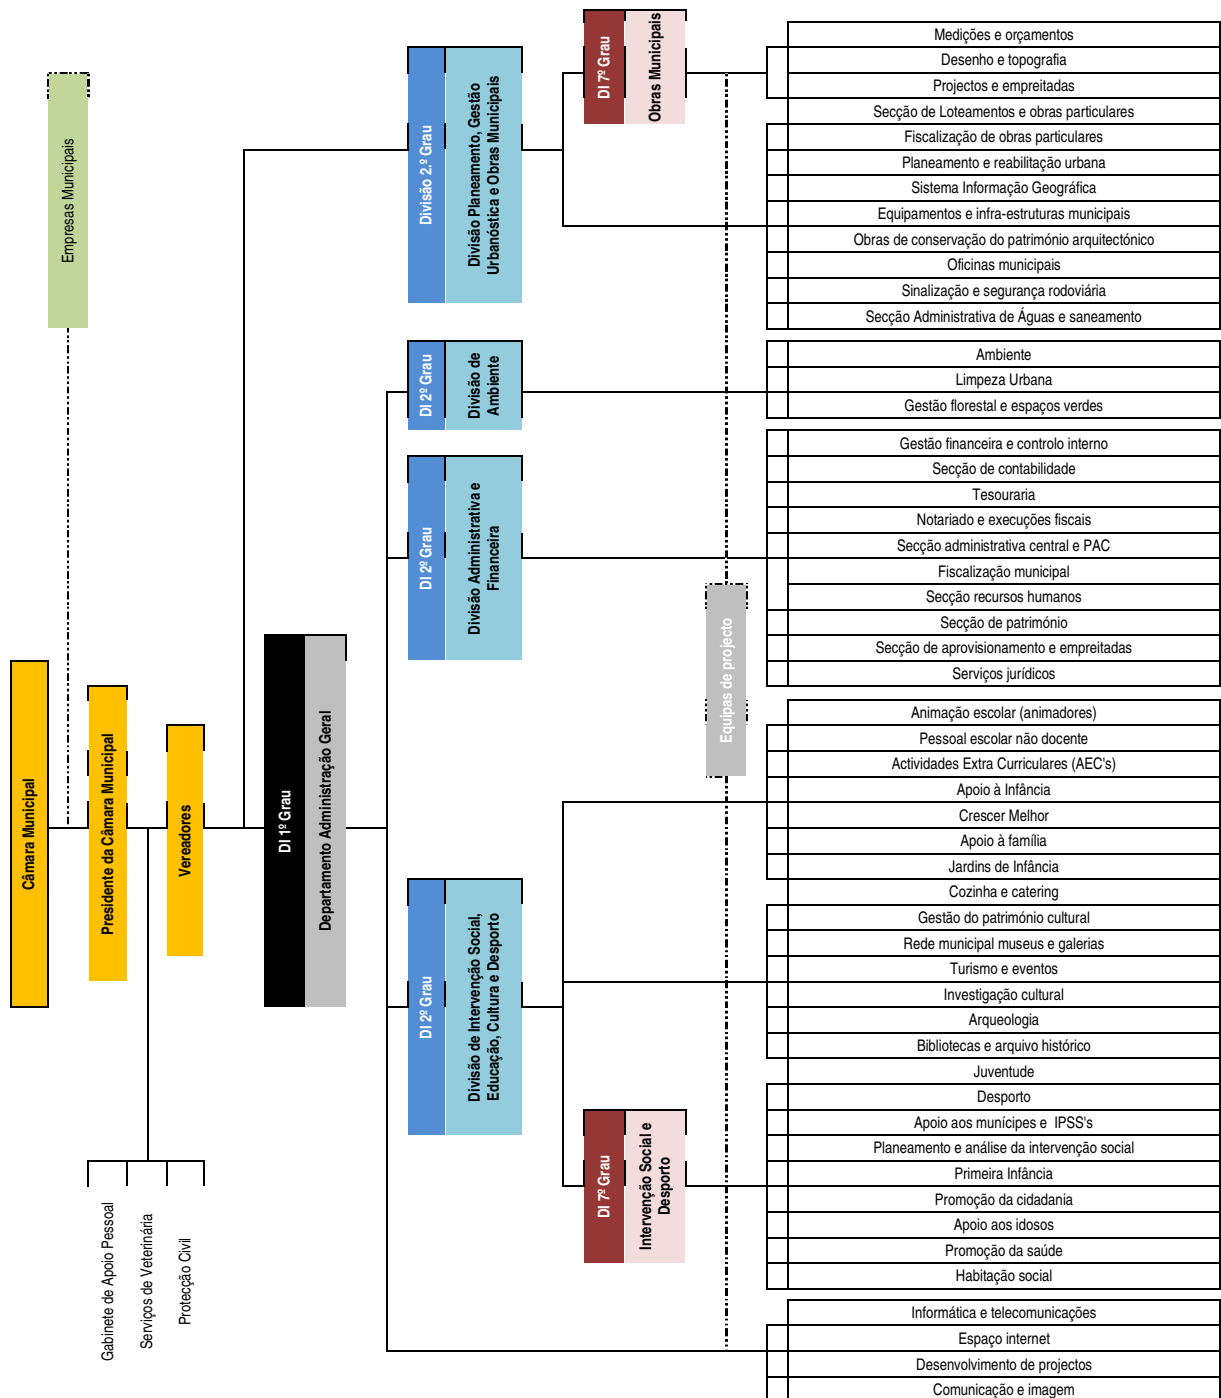 Câmara Municipal
Empresas Municipais
Presidente da Câmara Municipal
Vereadores
Gabinete de Apoio Pessoal
Serviços de Veterinária
Protecção Civil
DI 1º Grau
Departamento Administração Geral
Divisão 2.º Grau
Divisão Planeamento, Gestão
Urbanóstica e Obras Municipais
DI 2º Grau
Divisão de
Ambiente
DI 2º Grau
Divisão Administrativa e
Financeira
DI 2º Grau
Divisão de Intervenção Social,
Educação, Cultura e Desporto
DI 7º Grau
Obras Municipais
DI 7º Grau
Intervenção Social e
Desporto
Equipas de projecto
Medições e orçamentos
Desenho e topografia
Projectos e empreitadas
Secção de Loteamentos e obras particulares
Fiscalização de obras particulares
Planeamento e reabilitação urbana
Sistema Informação Geográfica
Equipamentos e infra-estruturas municipais
Obras de conservação do património arquitectónico
Oficinas municipais
Sinalização e segurança rodoviária
Secção Administrativa de Águas e saneamento
Ambiente
Limpeza Urbana
Gestão florestal e espaços verdes
Gestão financeira e controlo interno
Secção de contabilidade
Tesouraria
Notariado e execuções fiscais
Secção administrativa central e PAC
Fiscalização municipal
Secção recursos humanos
Secção de património
Secção de aprovisionamento e empreitadas
Serviços jurídicos
Animação escolar (animadores)
Pessoal escolar não docente
Actividades Extra Curriculares (AEC's)
Apoio à Infância
Crescer Melhor
Apoio à família
Jardins de Infância
Cozinha e catering
Gestão do património cultural
Rede municipal museus e galerias
Turismo e eventos
Investigação cultural
Arqueologia
Bibliotecas e arquivo histórico
Juventude
Desporto
Apoio aos munícipes e IPSS's
Planeamento e análise da intervenção social
Primeira Infância
Promoção da cidadania
Apoio aos idosos
Promoção da saúde
Habitação social
Informática e telecomunicações
Espaço internet
Desenvolvimento de projectos
Comunicação e imagem